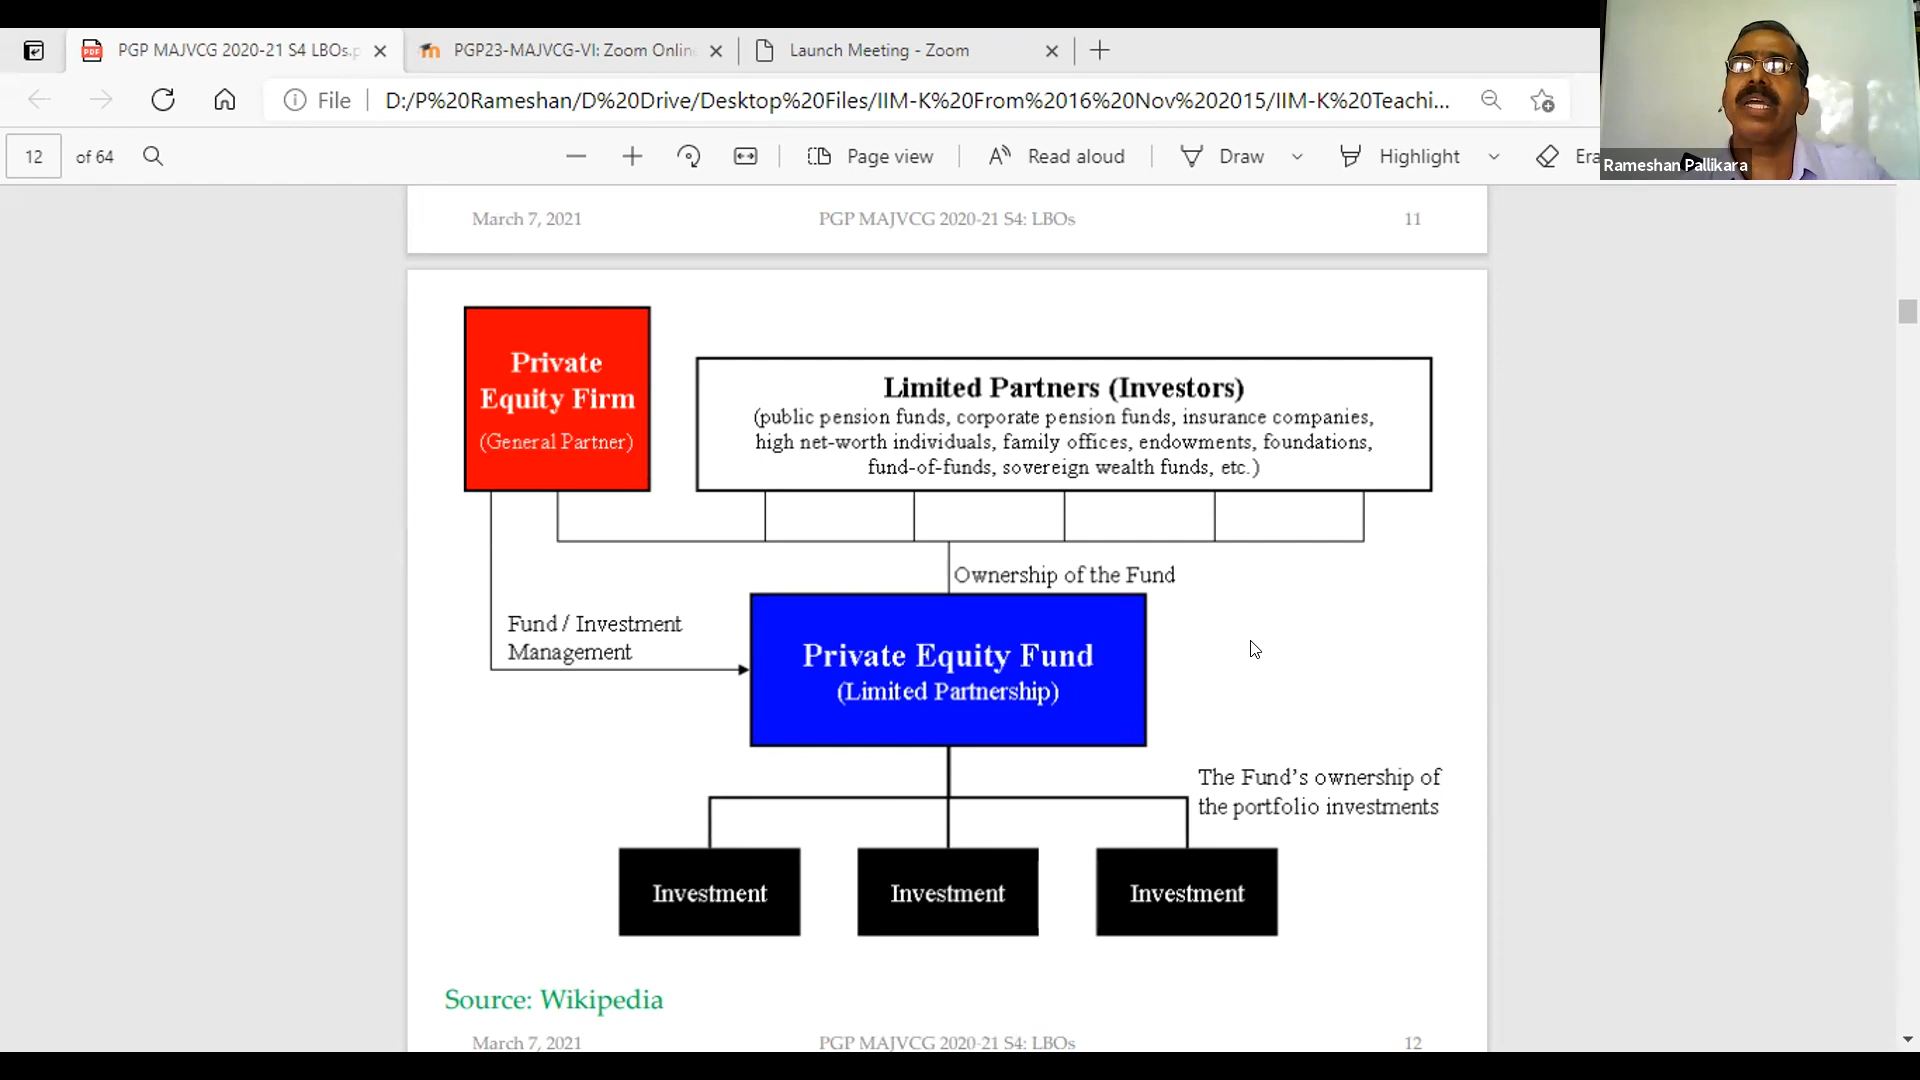 PGP MAJVCG 2020-21 S4 LBOs.p
PGP23-MAJVCG-VI: Zoom Onlin
Launch Meeting - Zoom
File
D:/P%20Rameshan/D%20Drive/Desktop%20Files/IIM-K%20From%2016%20Nov%202015/IIM-K%20Teachi...
12 of 64
Page view
Read aloud
Draw
Highlight
Era
Rameshan Pallikara
March 7, 2021 PGP MAJVCG 2020-21 S4: LBOs 11
Private
Equity Firm
(General Partner)
Limited Partners (Investors)
(public pension funds, corporate pension funds, insurance companies,
high net-worth individuals, family offices, endowments, foundations,
fund-of-funds, sovereign wealth funds, etc.)
Ownership of the Fund
Fund / Investment
Management
Private Equity Fund
(Limited Partnership)
The Fund's ownership of
the portfolio investments
Investment
Investment
Investment
Source: Wikipedia
March 7, 2021 PGP MAJVCG 2020-21 S4: LBOs 12